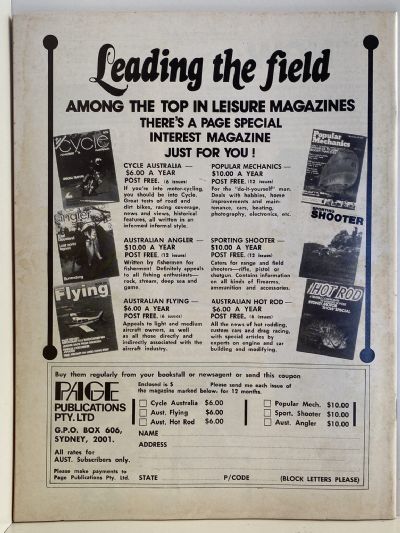 Leading the field
AMONG THE TOP IN LEISURE MAGAZINES
THERE'S A PAGE SPECIAL
INTEREST MAGAZINE
JUST FOR YOU !
Cycle
CYCLE AUSTRALIA —
$6.00 A YEAR
POST FREE. (6 issues)
If you're into motor-cycling,
you should be into Cycle.
Great tests of road and
dirt bikes, racing coverage,
news and views, historical
features, all written in an
informed informal style.
POPULAR MECHANICS —
$10.00 A YEAR
POST FREE. (12 issues)
For the "do-it-yourself" man.
Deals with hobbies, home
improvements and main-
tenance, cars, boating,
photography, electronics, etc.
Popular
Mechanics
Angler
AUSTRALIAN ANGLER —
$10.00 A YEAR
POST FREE. (12 issues)
Written by fishermen for
fishermen! Definitely appeals
to all fishing enthusiasts—
rock, stream, deep sea and
game.
SPORTING SHOOTER —
$10.00 A YEAR
POST FREE. (12 issues)
Caters for range and field
shooters—rifle, pistol or
shotgun. Contains information
on all kinds of firearms,
ammunition and accessories.
SHOOTER
Flying
AUSTRALIAN FLYING —
$6.00 A YEAR
POST FREE. (6 issues)
Appeals to light and medium
aircraft owners, as well
as all those directly and
indirectly associated with the
aircraft industry.
AUSTRALIAN HOT ROD —
$6.00 A YEAR
POST FREE. (6 issues)
All the news of hot rodding,
custom cars and drag racing,
with special articles by
experts on engine and car
building and modifying.
HOT ROD
Buy them regularly from your bookstall or newsagent or send this coupon
PAGE
PUBLICATIONS
PTY. LTD
G.P.O. BOX 606,
SYDNEY, 2001.
All rates for
AUST. Subscribers only.
Please make payments to
Page Publications Pty. Ltd.
Enclosed is $ Please send me each issue of
the magazine marked below for 12 months.
Cycle Australia $6.00
Aust. Flying $6.00
Aust. Hot Rod $6.00
Popular Mech. $10.00
Sport. Shooter $10.00
Aust. Angler $10.00
NAME
ADDRESS
STATE P/CODE (BLOCK LETTERS PLEASE)